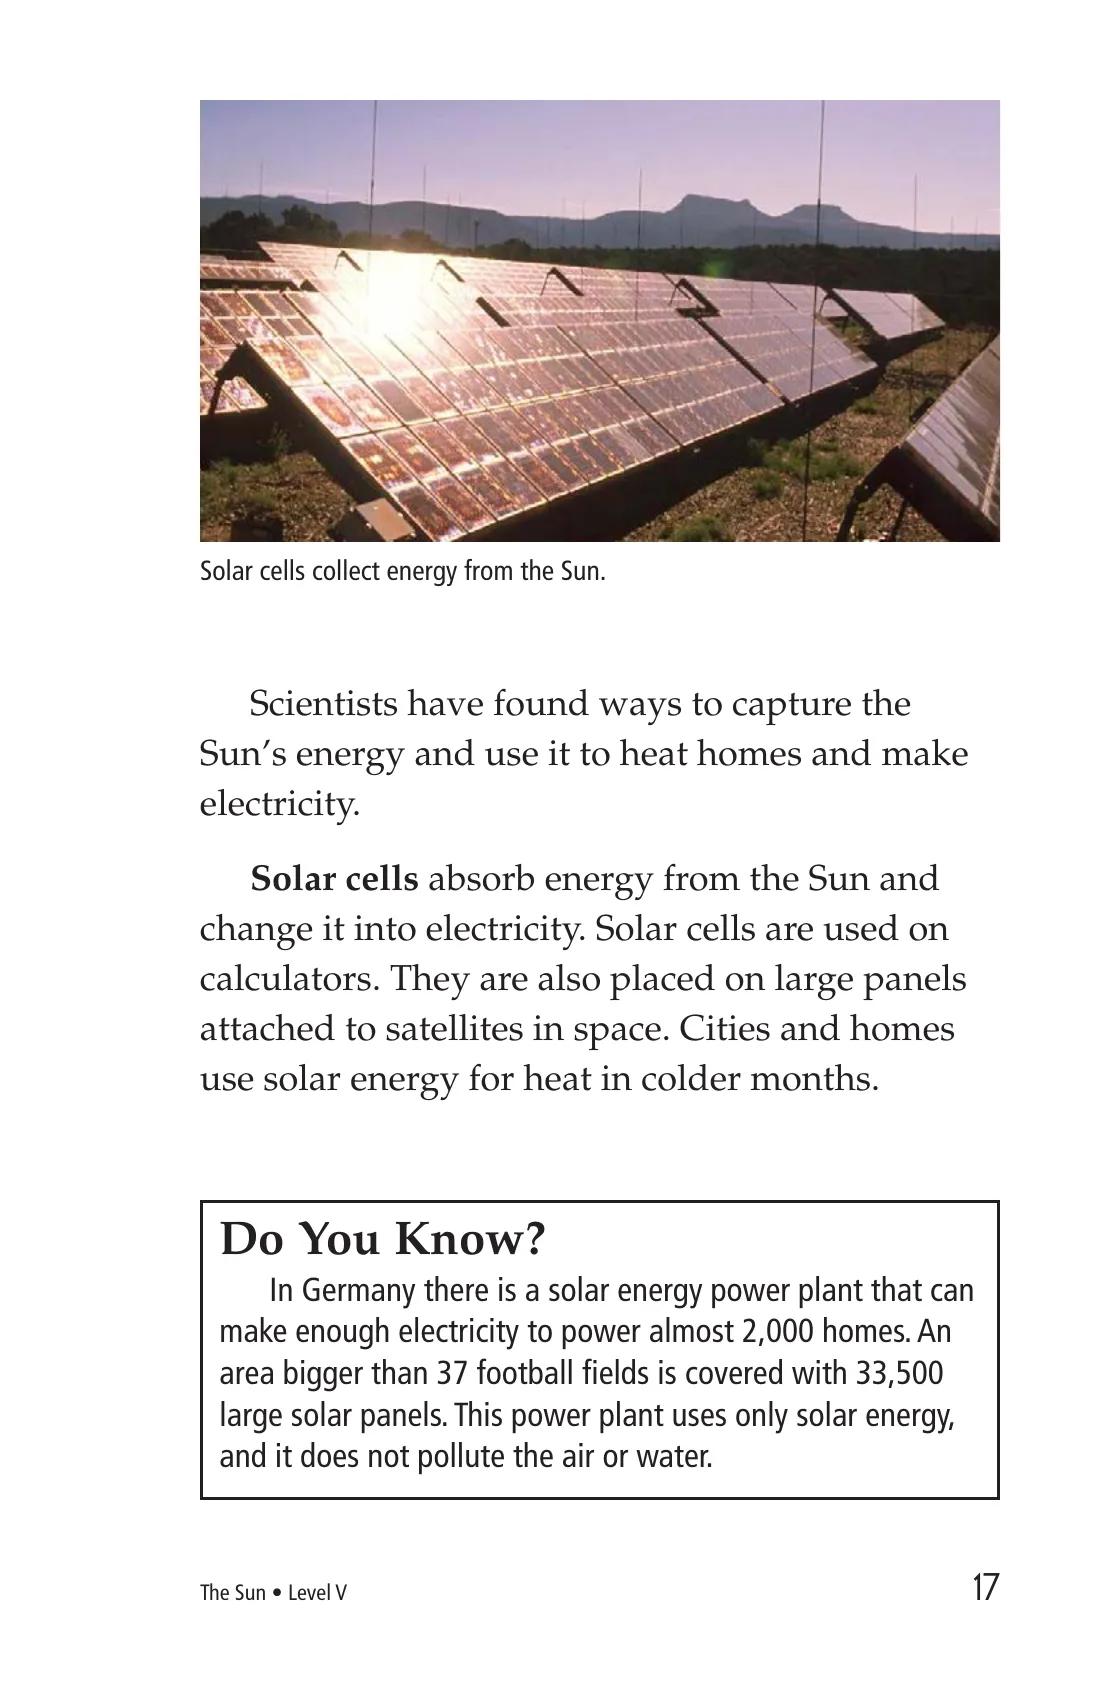 Solar cells collect energy from the Sun.
Scientists have found ways to capture the
Sun’s energy and use it to heat homes and make
electricity.
Solar cells absorb energy from the Sun and
change it into electricity. Solar cells are used on
calculators. They are also placed on large panels
attached to satellites in space. Cities and homes
use solar energy for heat in colder months.
Do You Know?
In Germany there is a solar energy power plant that can
make enough electricity to power almost 2,000 homes. An
area bigger than 37 football fields is covered with 33,500
large solar panels. This power plant uses only solar energy,
and it does not pollute the air or water.
The Sun • Level V
17